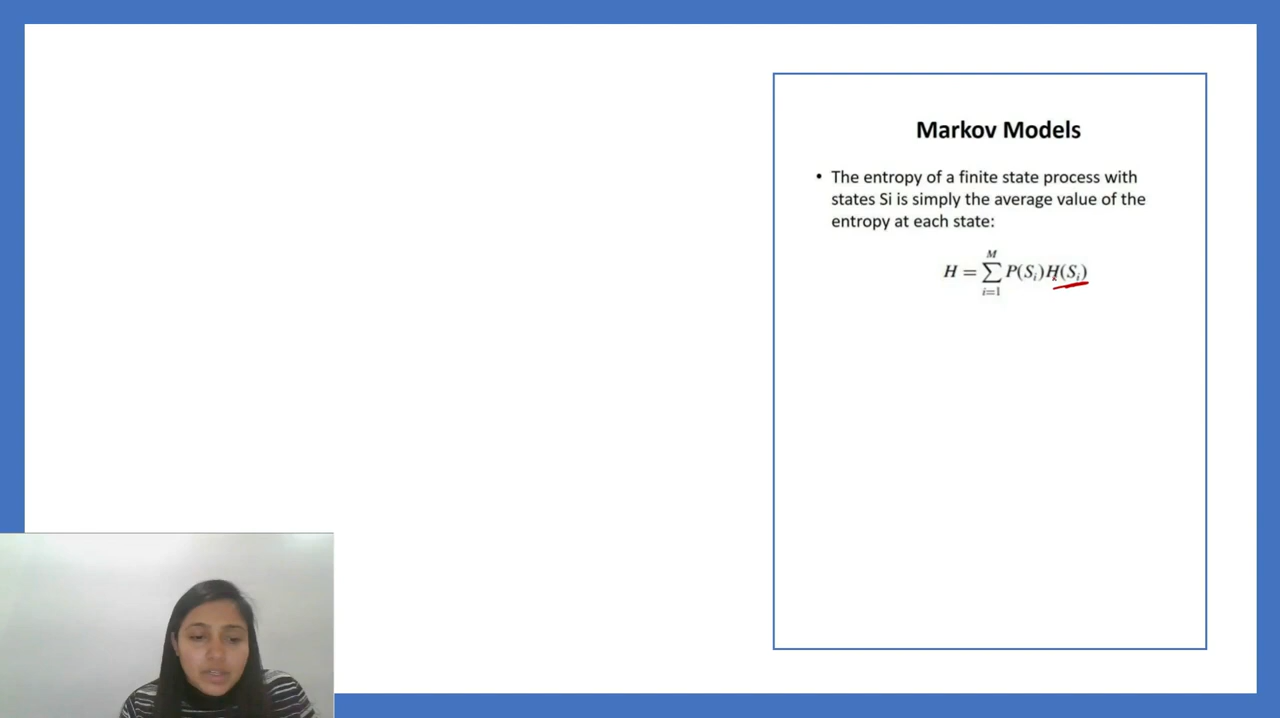 Markov Models
• The entropy of a finite state process with
states Si is simply the average value of the
entropy at each state:
H = \sum_{i=1}^{M} P(S_i)H(S_i)